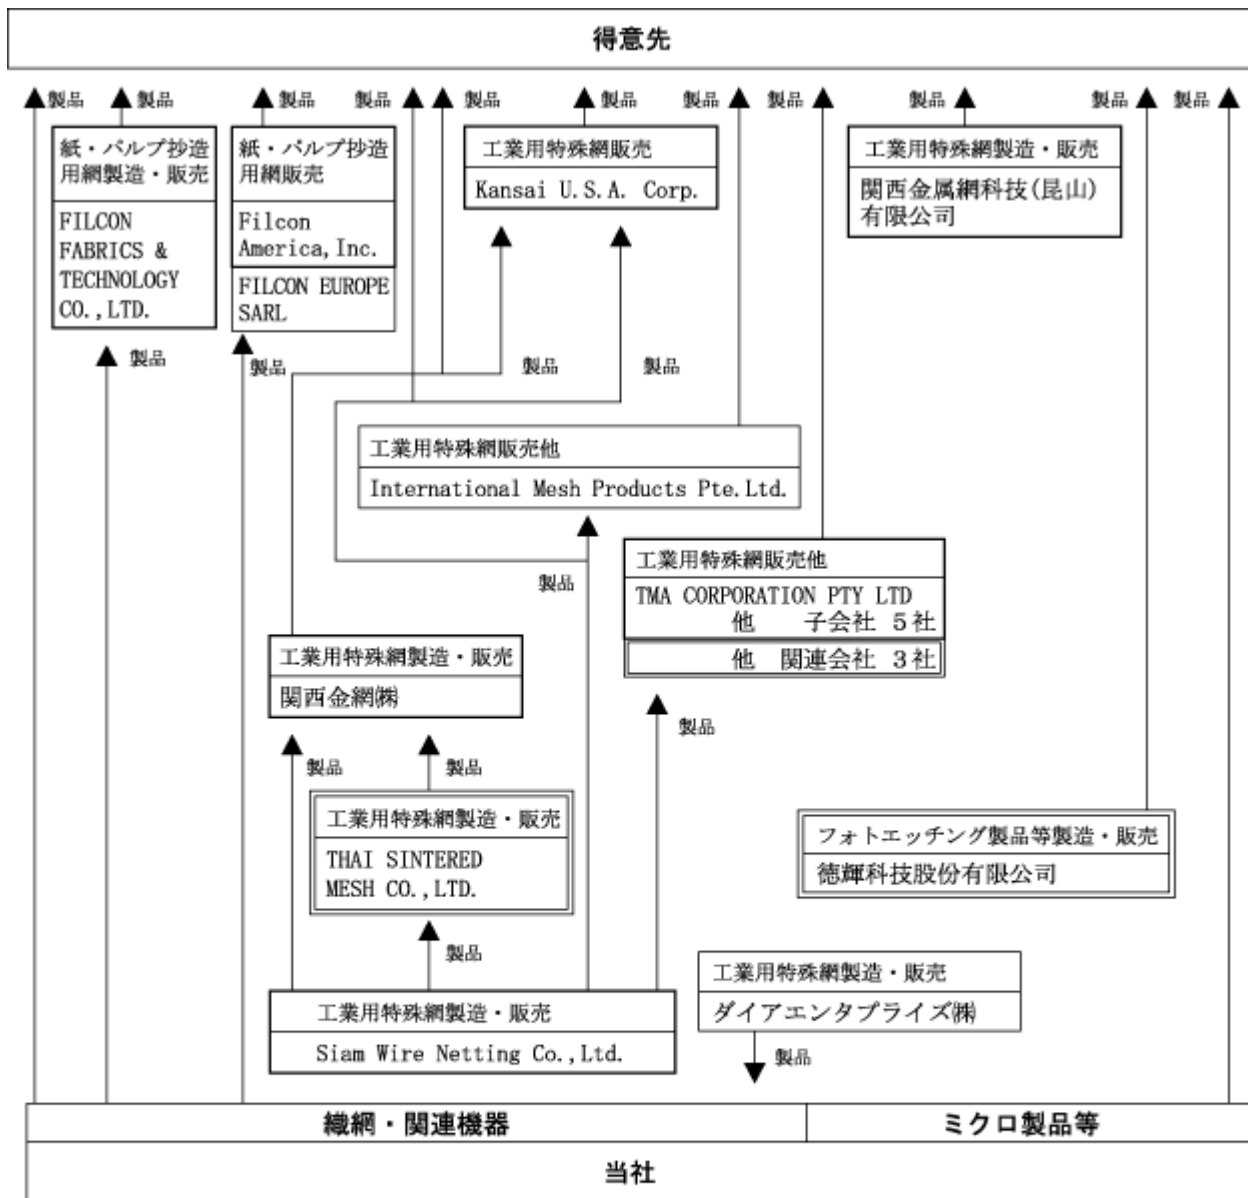 得意先
製品
製品
製品
製品
製品
製品
製品
製品
製品
製品
製品
紙・パルプ抄造
用網製造・販売
FILCON
FABRICS &
TECHNOLOGY
CO.,LTD.
紙・パルプ抄造
用網販売
Filcon
America,Inc.
FILCON EUROPE
SARL
工業用特殊網販売
Kansai U.S.A. Corp.
工業用特殊網製造・販売
関西金属網科技(昆山)
有限公司
製品
製品
製品
製品
工業用特殊網販売他
International Mesh Products Pte.Ltd.
製品
工業用特殊網販売他
TMA CORPORATION PTY LTD
他 子会社 5社
他 関連会社 3社
工業用特殊網製造・販売
関西金網㈱
製品
製品
製品
工業用特殊網製造・販売
THAI SINTERED
MESH CO.,LTD.
フォトエッチング製品等製造・販売
徳輝科技股份有限公司
製品
工業用特殊網製造・販売
Siam Wire Netting Co.,Ltd.
工業用特殊網製造・販売
ダイアエンタプライズ㈱
製品
織網・関連機器
ミクロ製品等
当社